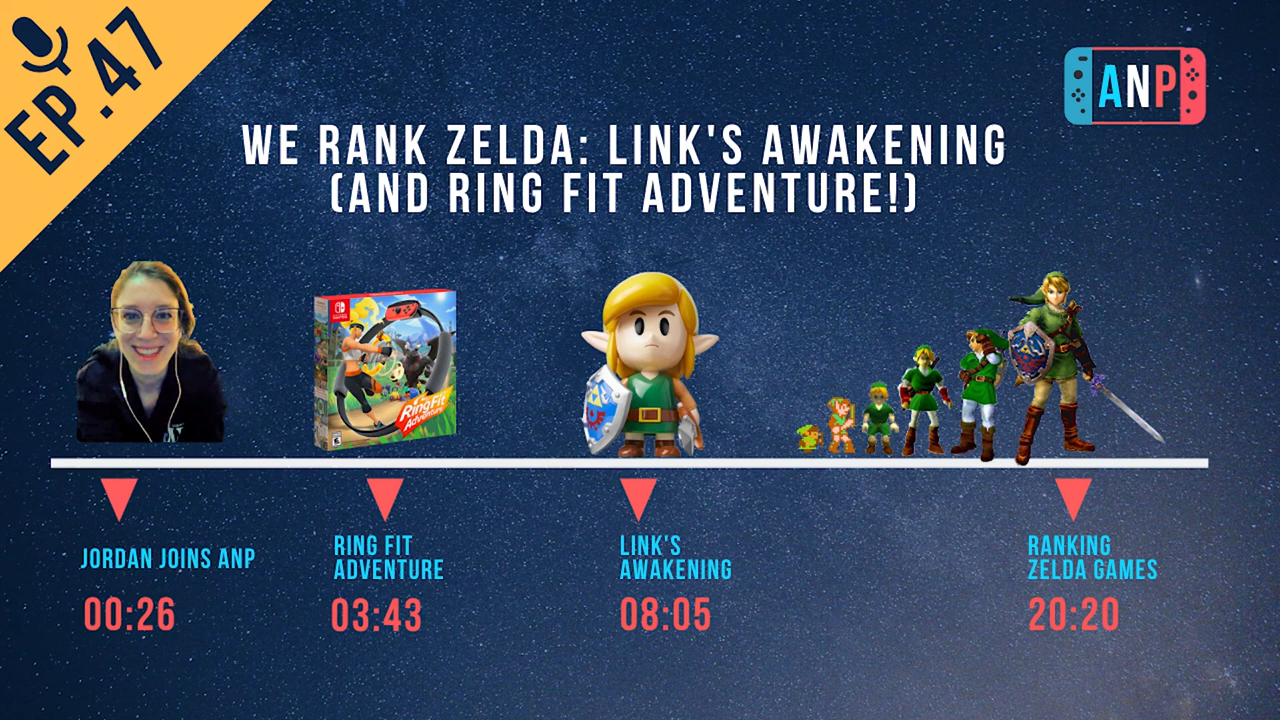 EP.47
ANP
WE RANK ZELDA: LINK'S AWAKENING
(AND RING FIT ADVENTURE!)
Ring Fit
Adventure
JORDAN JOINS ANP
00:26
RING FIT
ADVENTURE
03:43
LINK'S
AWAKENING
08:05
RANKING
ZELDA GAMES
20:20